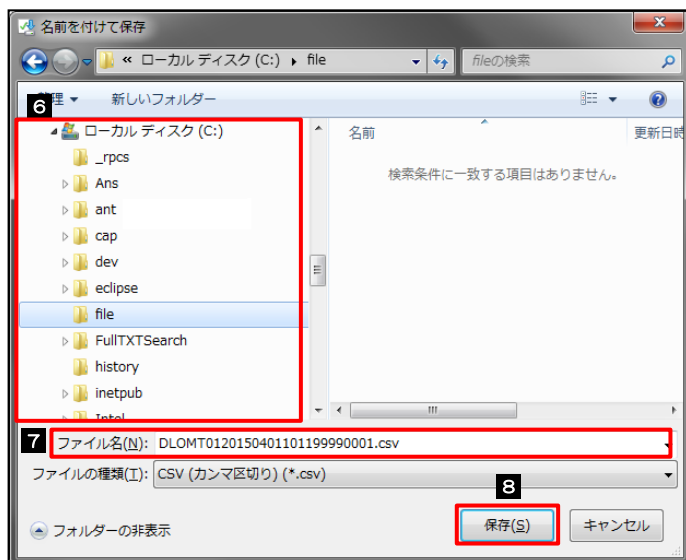 名前を付けて保存
« ローカル ディスク (C:) ▸ file
fileの検索
6
理 新しいフォルダー
ローカル ディスク (C:)
_rpcs
Ans
ant
cap
dev
eclipse
file
FullTXTSearch
history
inetpub
Intel
名前 更新日時
検索条件に一致する項目はありません。
7
ファイル名(N): DLOMT0120150401101199990001.csv
ファイルの種類(T): CSV (カンマ区切り) (*.csv)
8
フォルダーの非表示
保存(S)
キャンセル